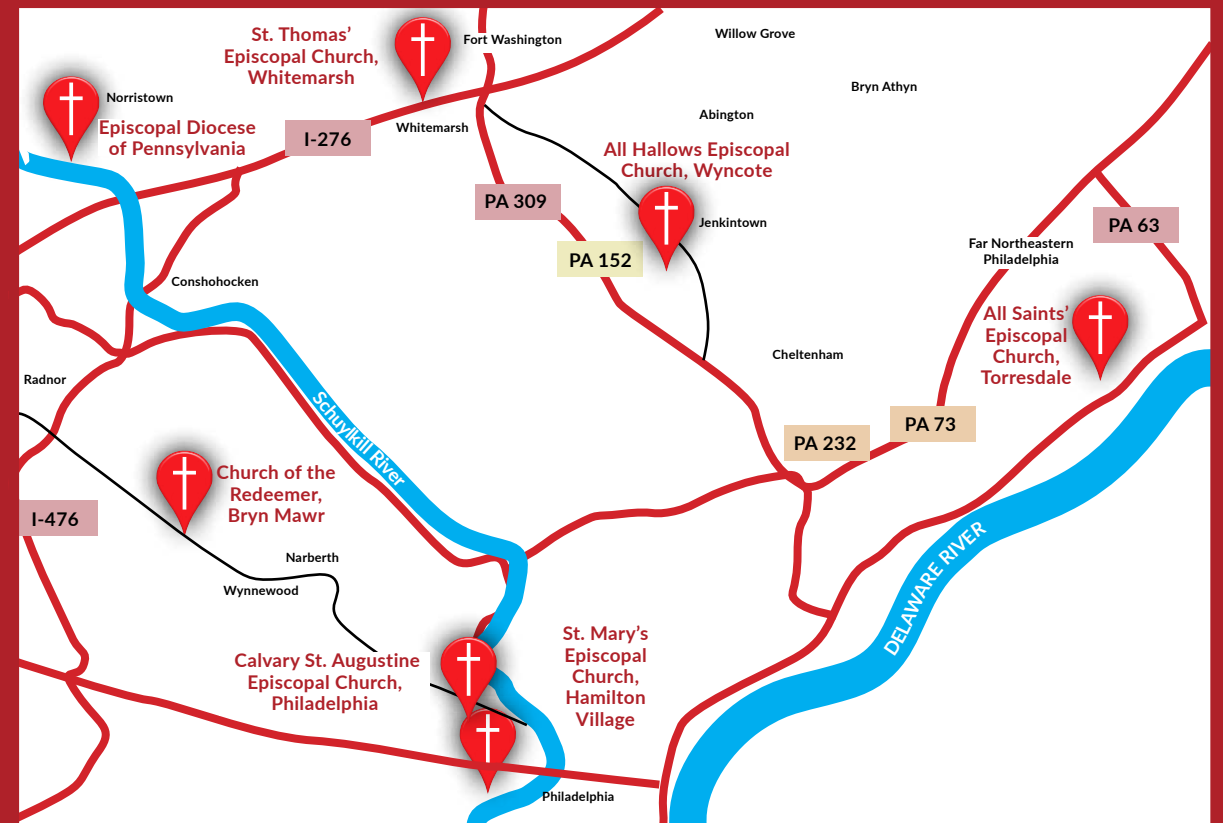 St. Thomas’
Episcopal Church,
Whitemarsh
Fort Washington
Willow Grove
Bryn Athyn
Norristown
Episcopal Diocese
of Pennsylvania
I-276
Whitemarsh
Abington
All Hallows Episcopal
Church, Wyncote
PA 309
Jenkintown
PA 63
PA 152
Far Northeastern
Philadelphia
Conshohocken
All Saints’
Episcopal
Church,
Torresdale
Cheltenham
Radnor
Schuylkill River
PA 73
PA 232
Church of the
Redeemer,
Bryn Mawr
I-476
Narberth
Wynnewood
DELAWARE RIVER
Calvary St. Augustine
Episcopal Church,
Philadelphia
St. Mary’s
Episcopal
Church,
Hamilton
Village
Philadelphia